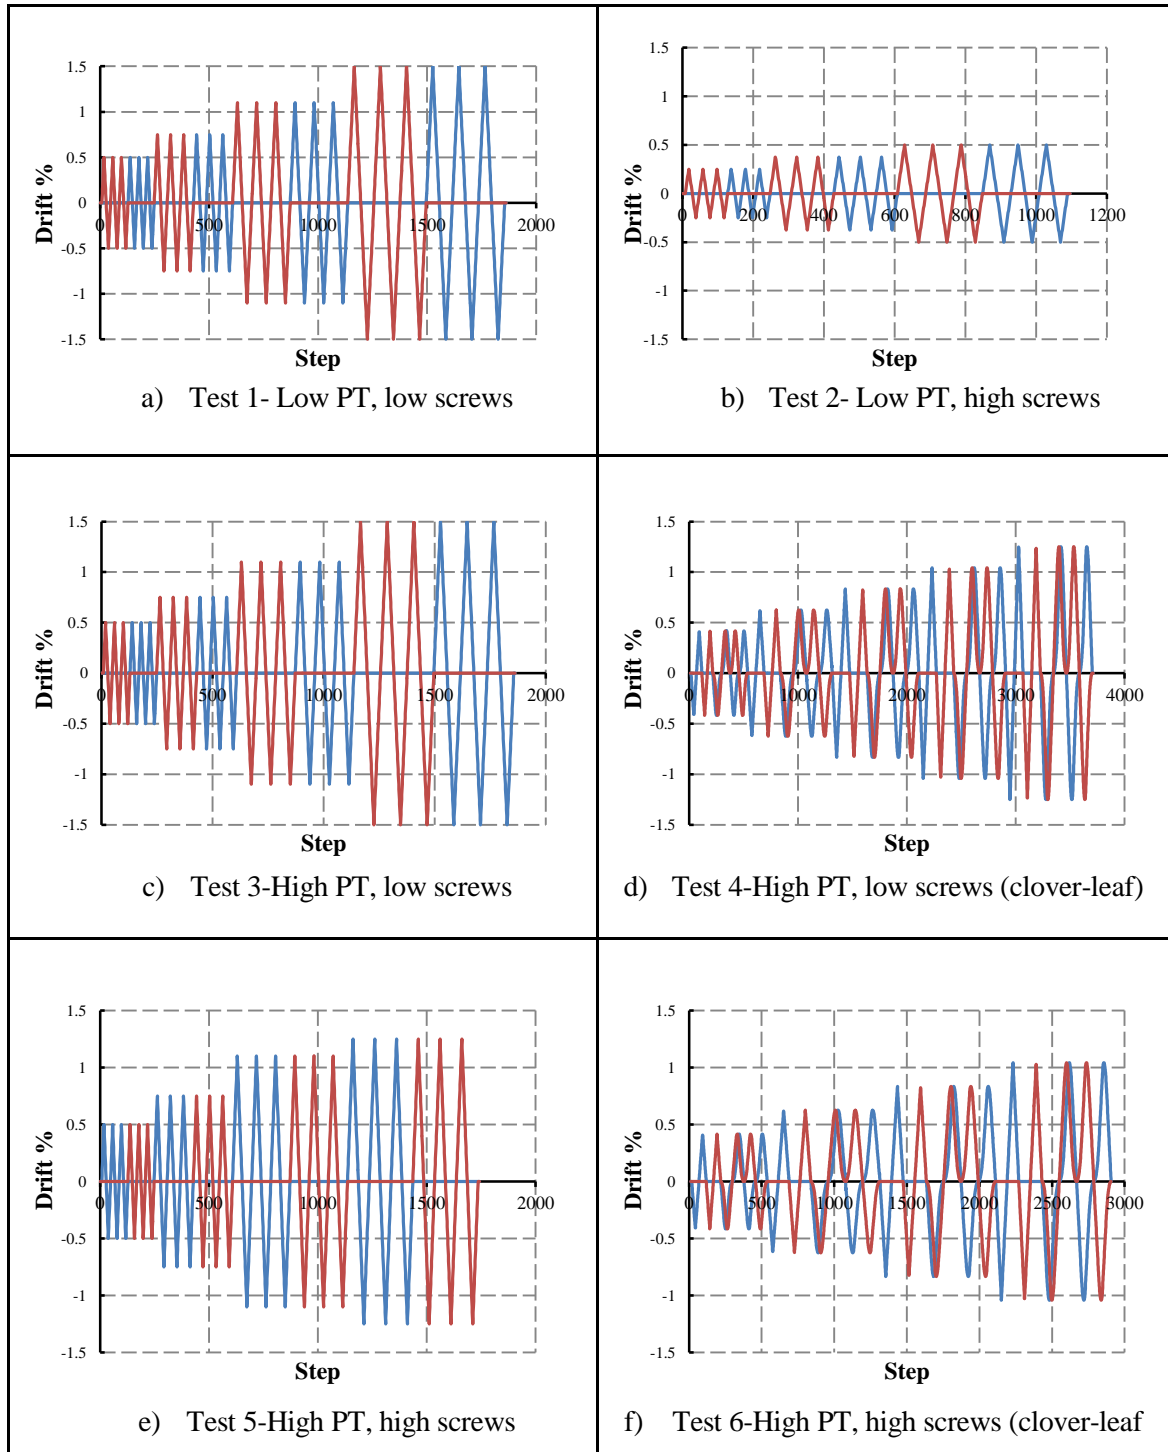 1.5
1
0.5
0
-0.5
-1
-1.5
500
1000
1500
2000
Drift %
Step
a) Test 1- Low PT, low screws
1.5
1
0.5
0
-0.5
-1
-1.5
0 200 400 600 800 1000 1200
Drift %
Step
b) Test 2- Low PT, high screws
1.5
1
0.5
0
-0.5
-1
-1.5
0 500 1000 1500 2000
Drift %
Step
c) Test 3-High PT, low screws
1.5
1
0.5
0
-0.5
-1
-1.5
0 1000 2000 3000 4000
Drift %
Step
d) Test 4-High PT, low screws (clover-leaf)
1.5
1
0.5
0
-0.5
-1
-1.5
0 500 1000 1500 2000
Drift %
Step
e) Test 5-High PT, high screws
1.5
1
0.5
0
-0.5
-1
-1.5
0 500 1000 1500 2000 2500 3000
Drift %
Step
f) Test 6-High PT, high screws (clover-leaf